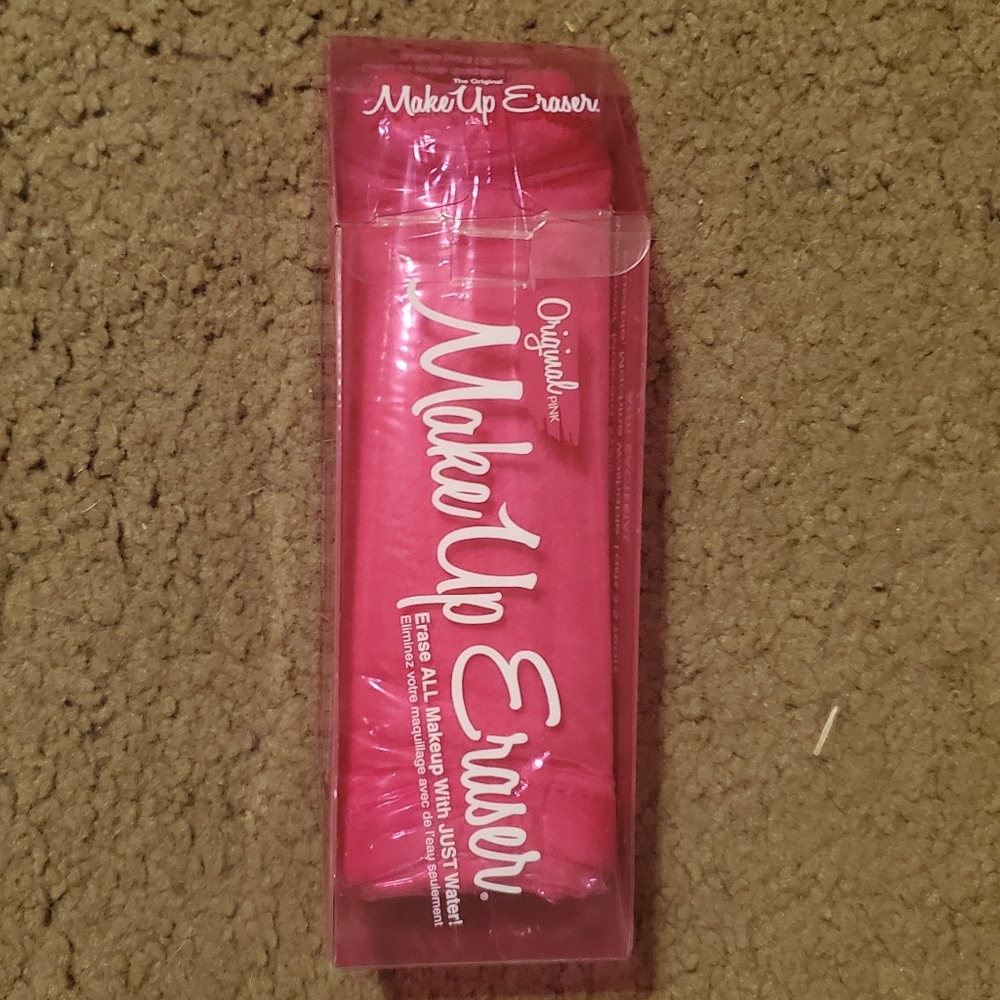 The Original
MakeUp Eraser®
Original PINK
MakeUp Eraser®
Erase ALL Makeup With JUST Water!
Eliminez votre maquillage avec de l'eau seulement